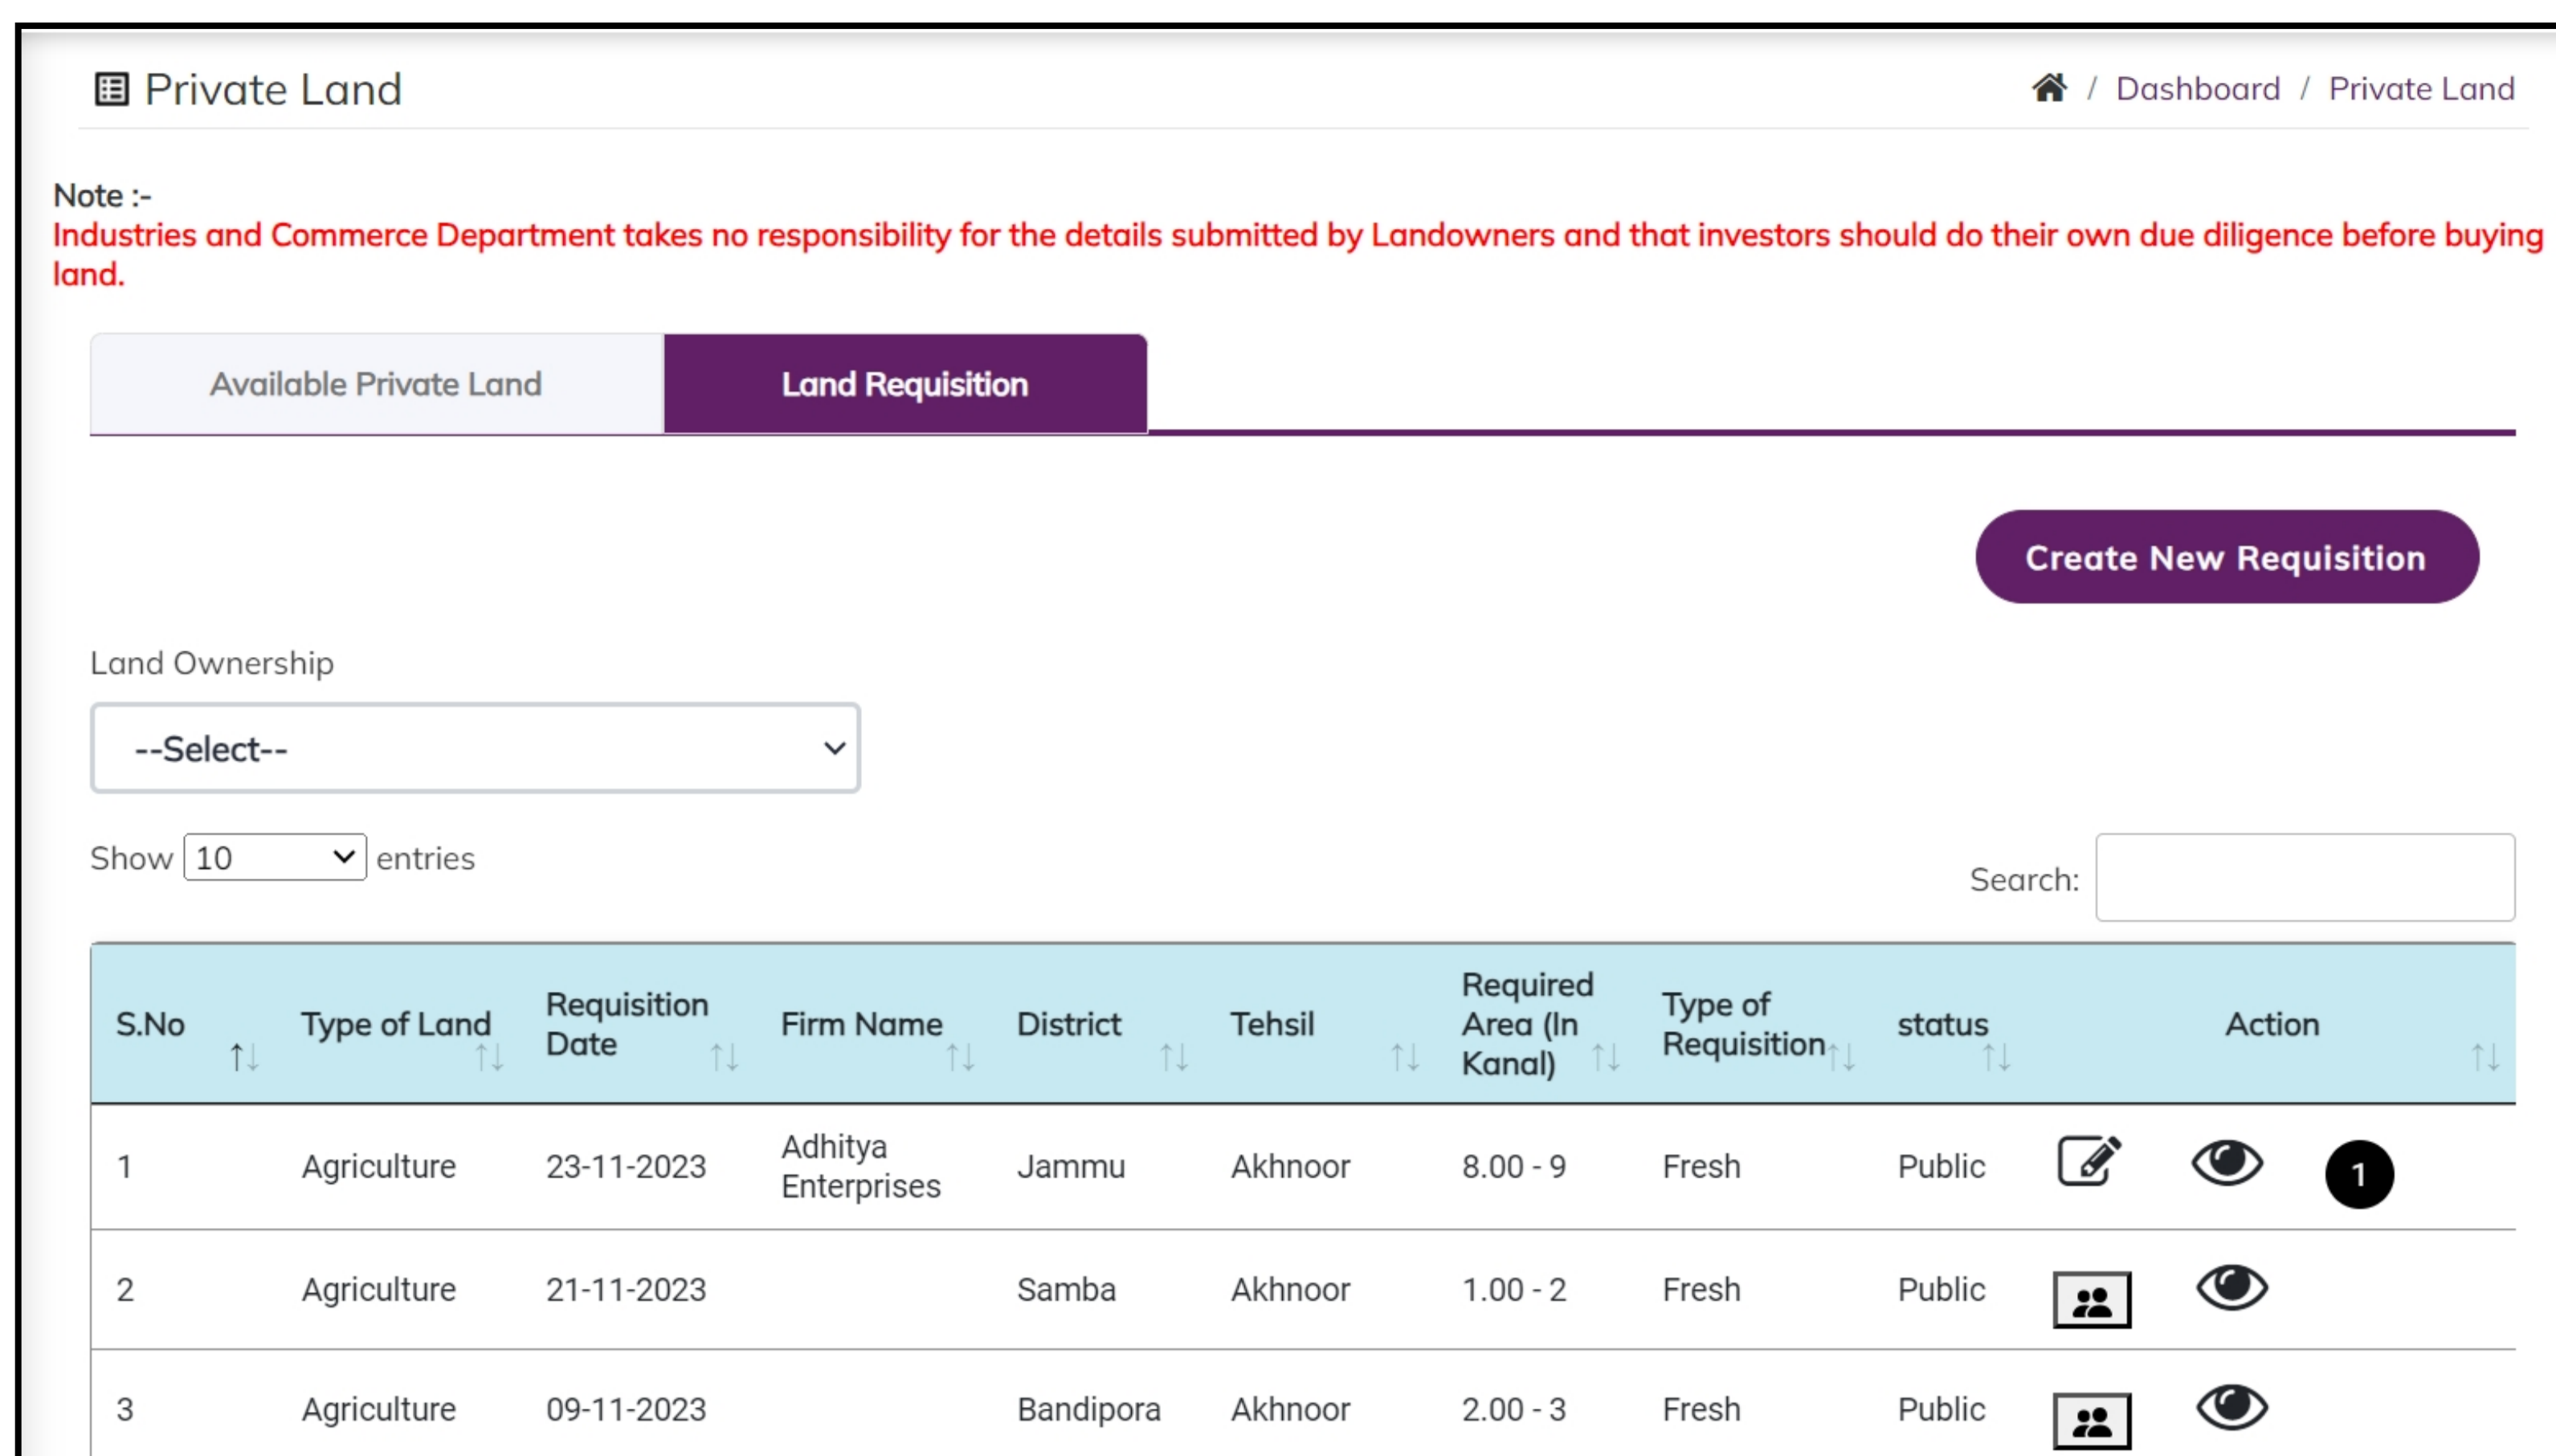 Private Land
/ Dashboard / Private Land
Note :-
Industries and Commerce Department takes no responsibility for the details submitted by Landowners and that investors should do their own due diligence before buying
land.
Available Private Land
Land Requisition
Create New Requisition
Land Ownership
--Select--
Show 10 entries
Search:
S.No Type of Land Requisition Date Firm Name District Tehsil Required Area (In Kanal) Type of Requisition status Action
1 Agriculture 23-11-2023 Adhitya Enterprises Jammu Akhnoor 8.00 - 9 Fresh Public 1
2 Agriculture 21-11-2023 Samba Akhnoor 1.00 - 2 Fresh Public
3 Agriculture 09-11-2023 Bandipora Akhnoor 2.00 - 3 Fresh Public